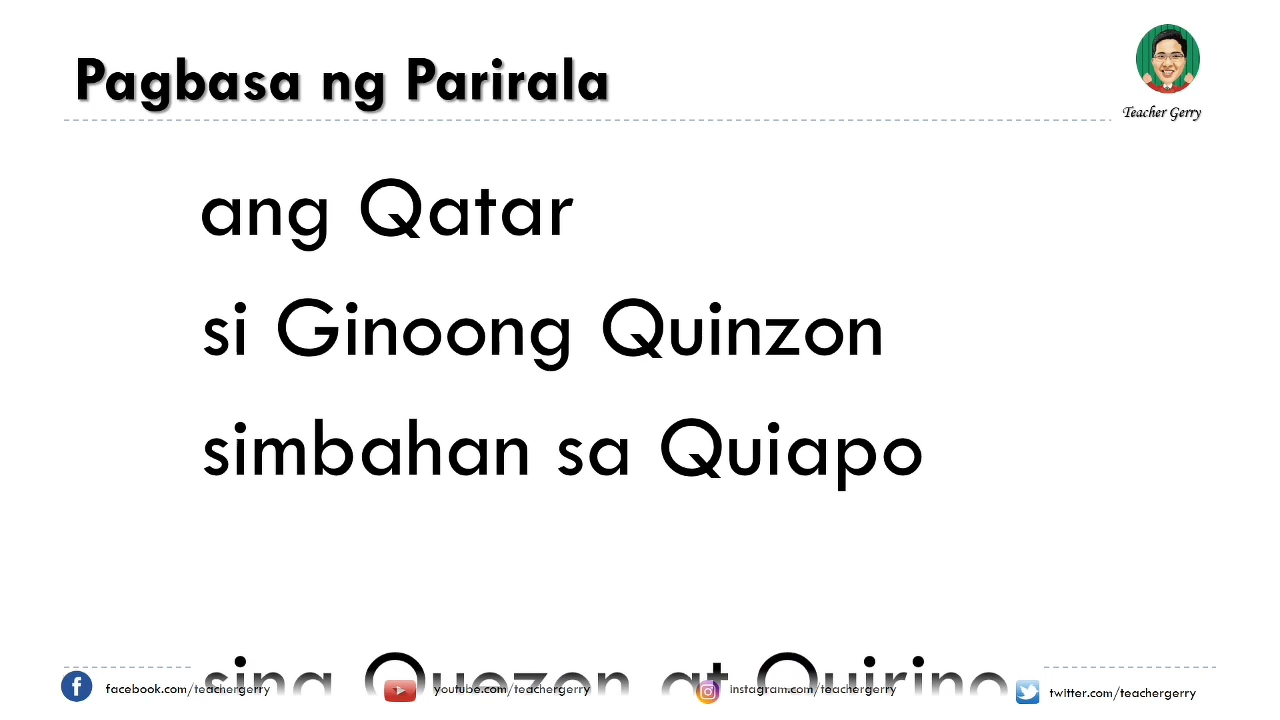 Pagbasa ng Parirala
Teacher Gerry
ang Qatar
si Ginoong Quinzon
simbahan sa Quiapo
sina Quezon at Quirino
facebook.com/teachergerry
youtube.com/teachergerry
instagram.com/teachergerry
twitter.com/teachergerry